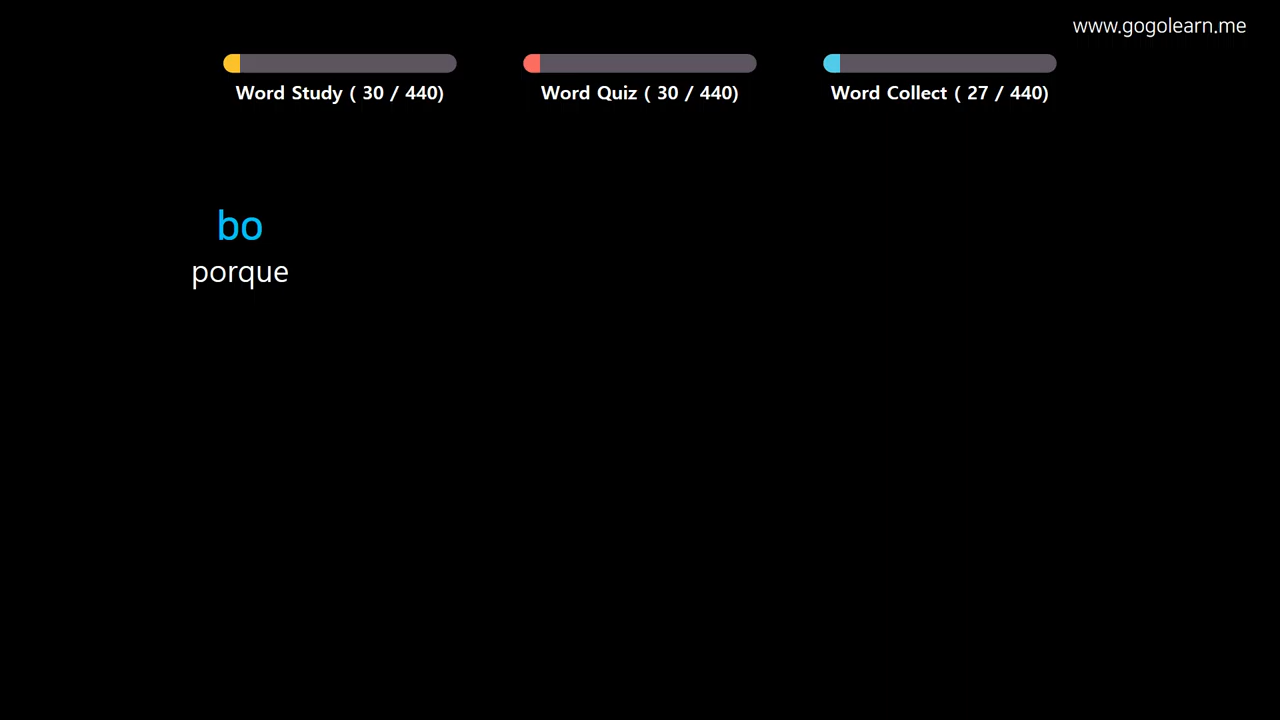 www.gogolearn.me
Word Study ( 30 / 440)
Word Quiz ( 30 / 440)
Word Collect ( 27 / 440)
bo
porque